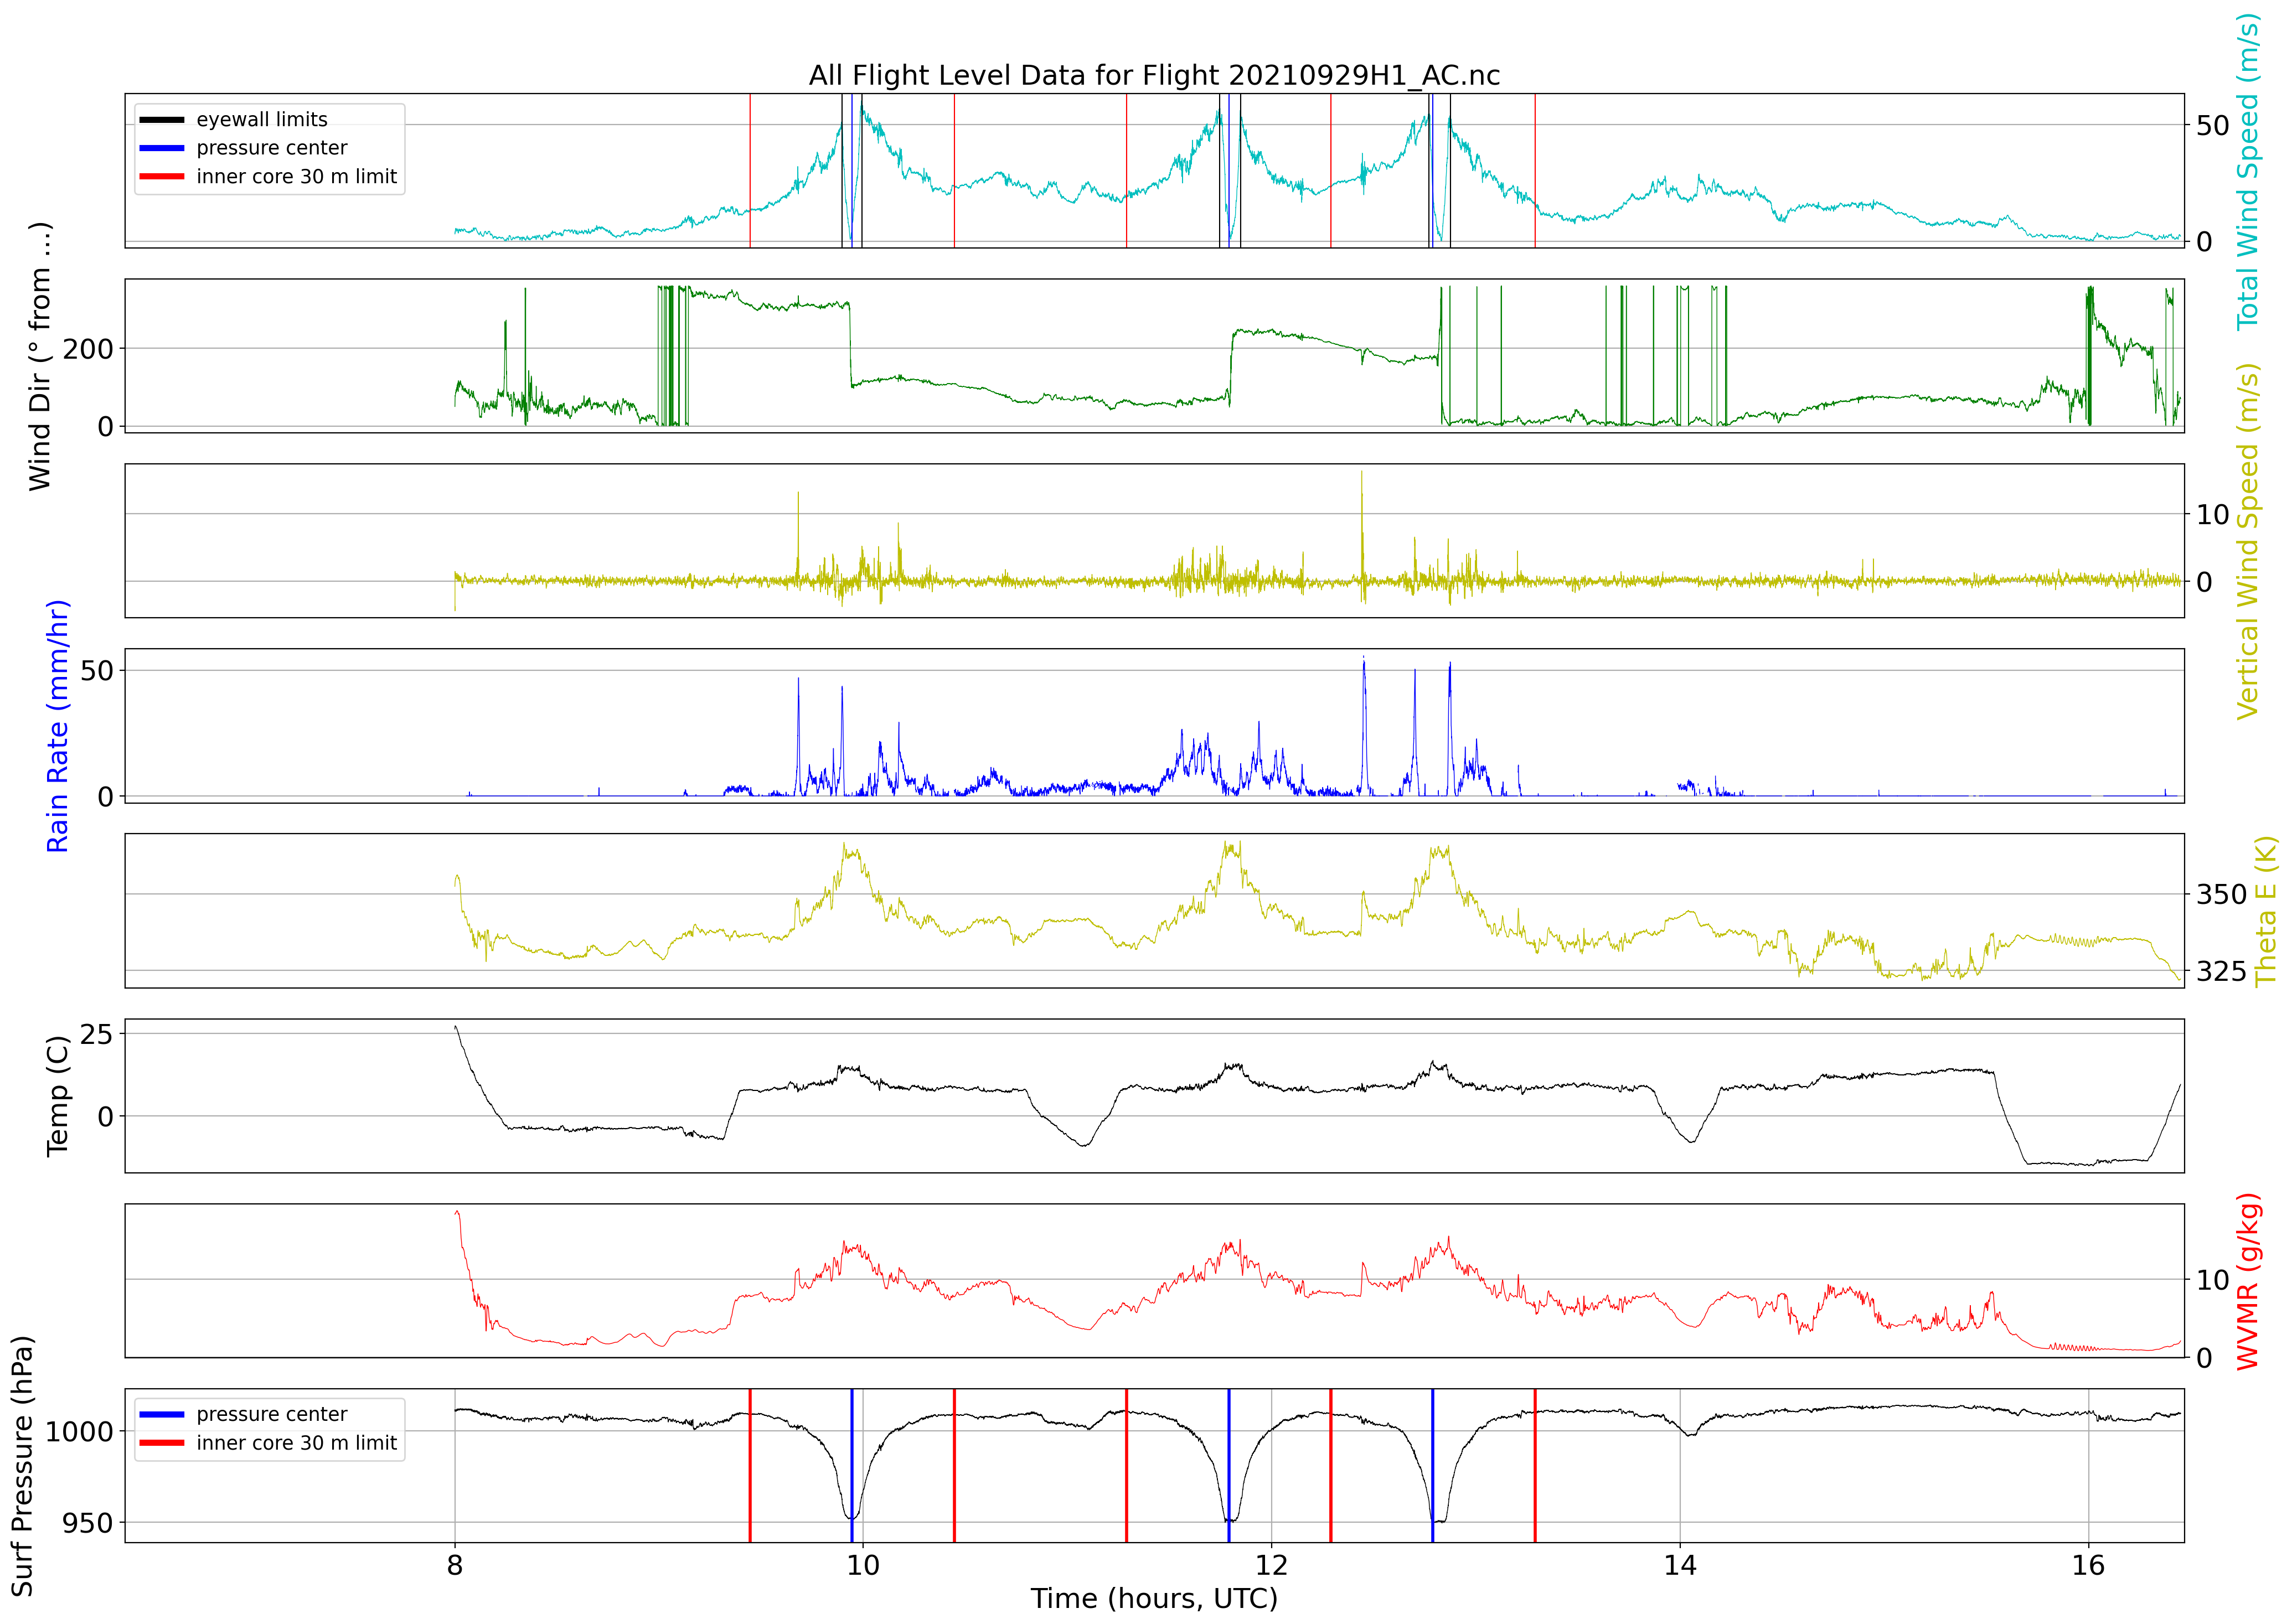 All Flight Level Data for Flight 20210929H1_AC.nc
eyewall limits
pressure center
inner core 30 m limit
50
0
Total Wind Speed (m/s)
Wind Dir (° from ...)
200
0
10
0
Vertical Wind Speed (m/s)
Rain Rate (mm/hr)
50
0
350
325
Theta E (K)
Temp (C)
25
0
10
0
WVMR (g/kg)
Surf Pressure (hPa)
1000
950
pressure center
inner core 30 m limit
8
10
12
14
16
Time (hours, UTC)